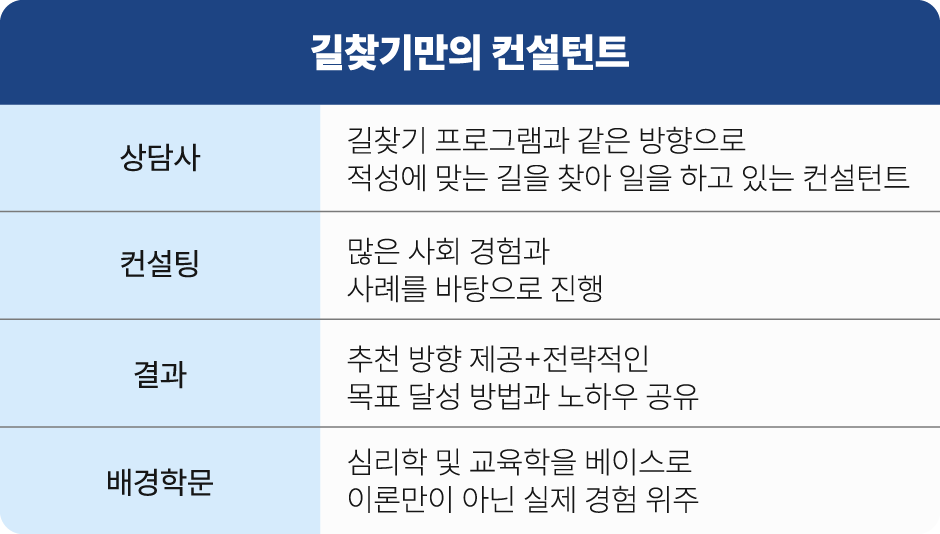 길찾기만의 컨설턴트
상담사
길찾기 프로그램과 같은 방향으로
적성에 맞는 길을 찾아 일을 하고 있는 컨설턴트
컨설팅
많은 사회 경험과
사례를 바탕으로 진행
결과
추천 방향 제공+전략적인
목표 달성 방법과 노하우 공유
배경학문
심리학 및 교육학을 베이스로
이론만이 아닌 실제 경험 위주